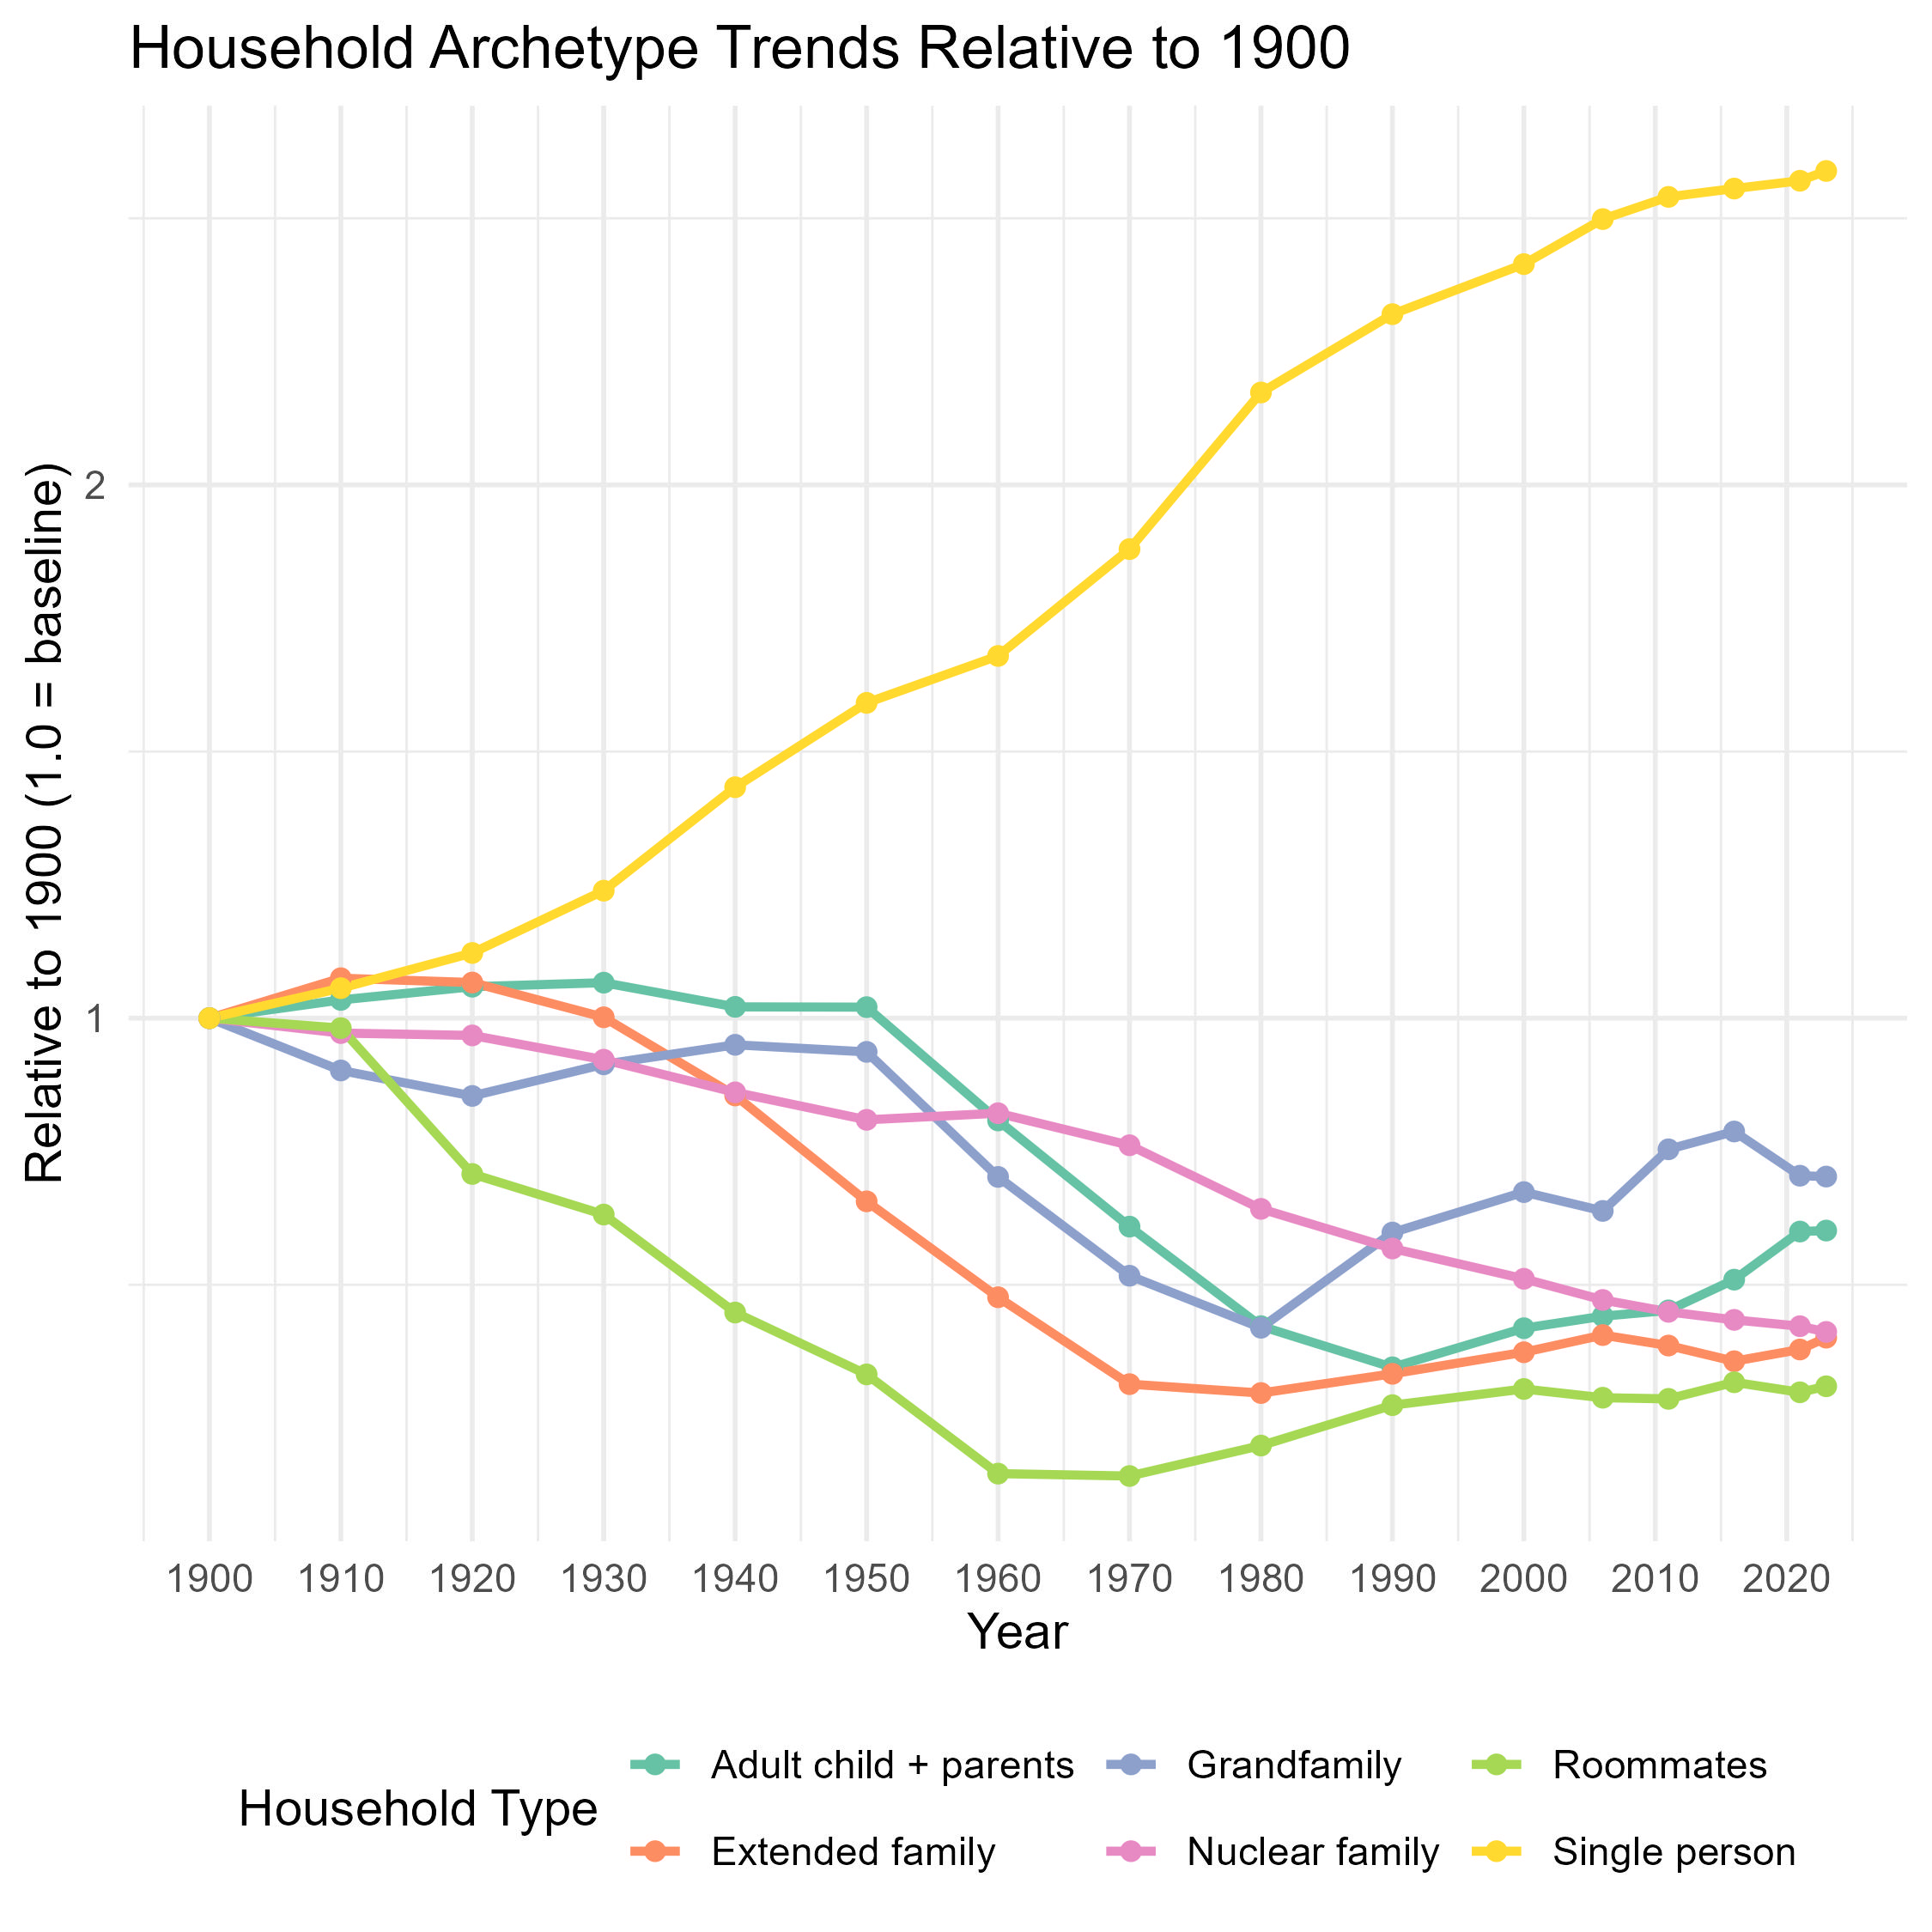 Household Archetype Trends Relative to 1900
Relative to 1900 (1.0 = baseline)
2
1
1900 1910 1920 1930 1940 1950 1960 1970 1980 1990 2000 2010 2020
Year
Household Type
Adult child + parents Grandfamily Roommates
Extended family Nuclear family Single person